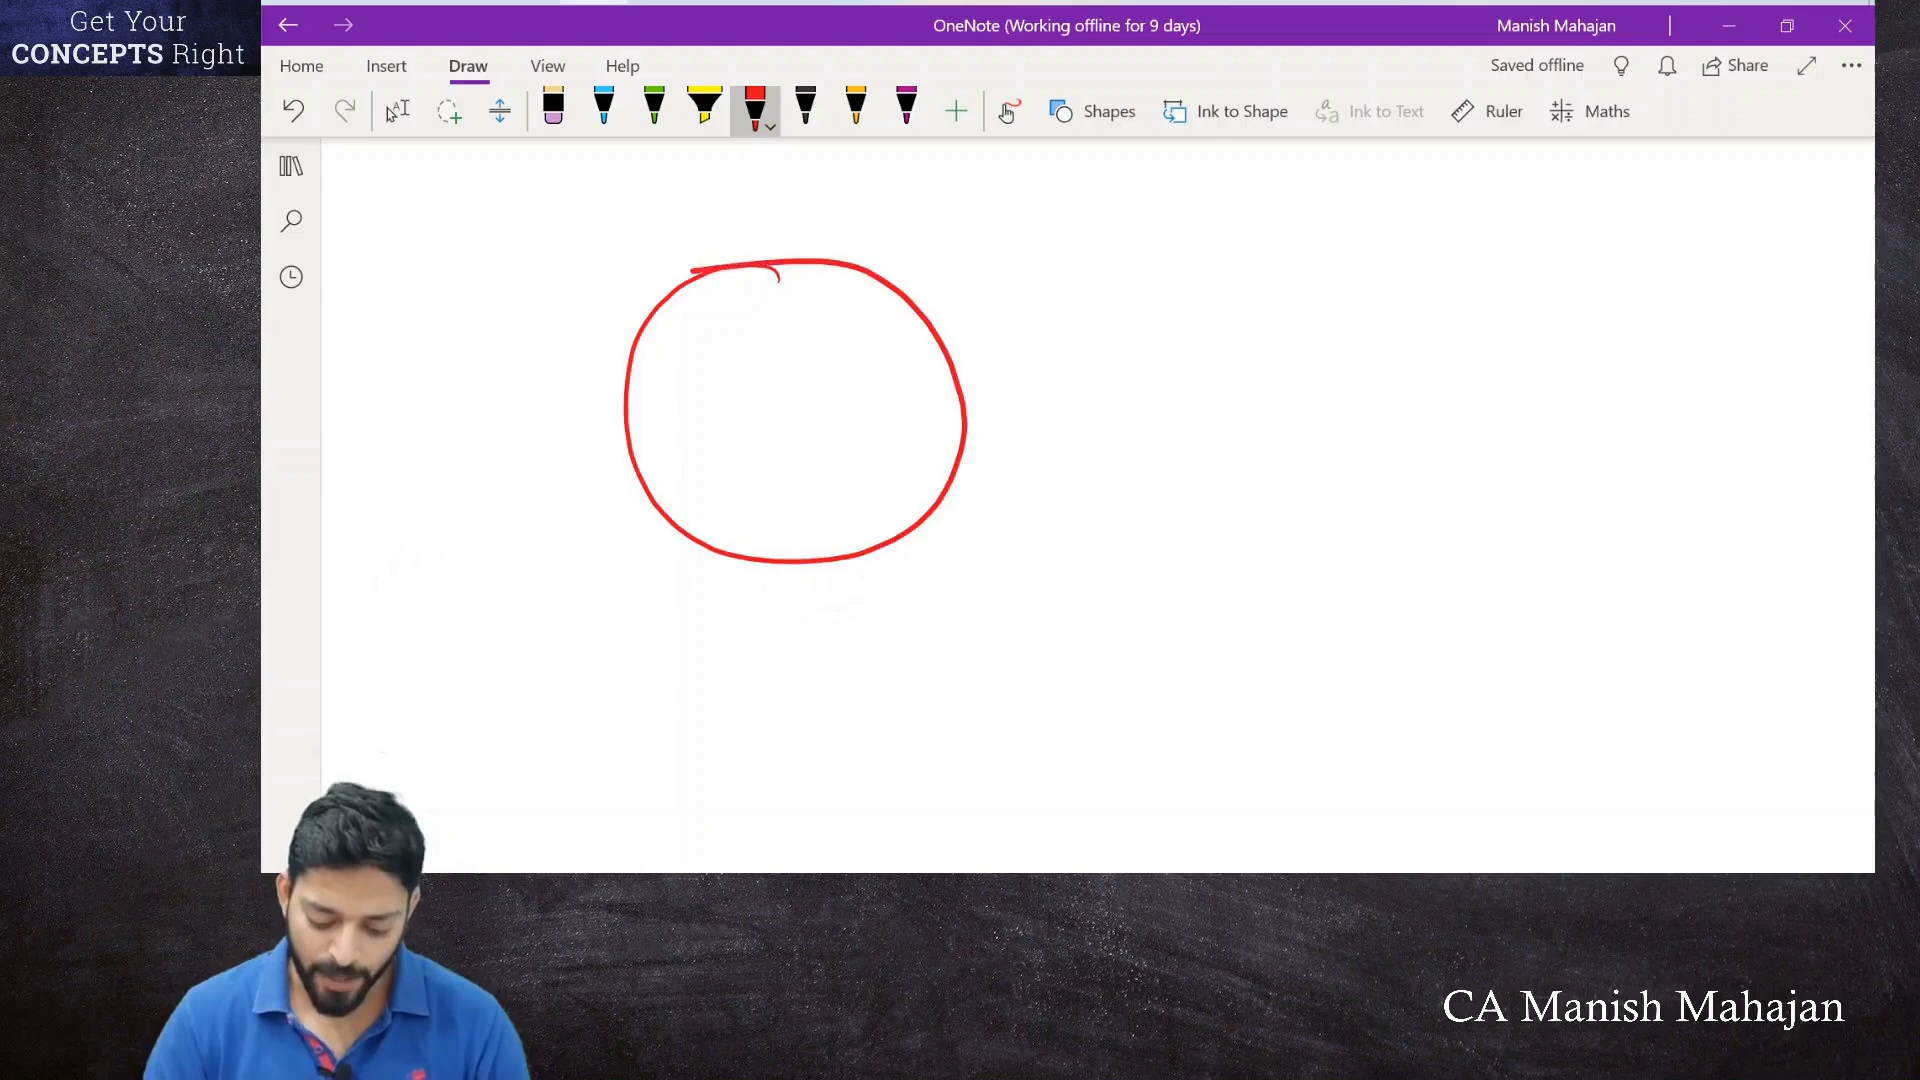 Get Your
CONCEPTS Right
OneNote (Working offline for 9 days)
Manish Mahajan
Home Insert Draw View Help
Saved offline
Share
Shapes
Ink to Shape
Ink to Text
Ruler
Maths
CA Manish Mahajan